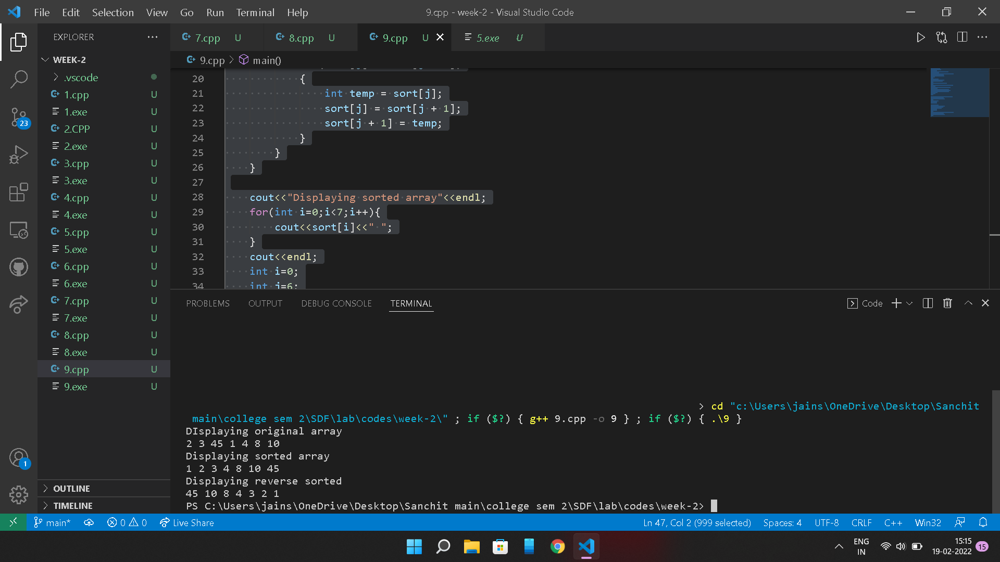 File Edit Selection View Go Run Terminal Help
9.cpp - week-2 - Visual Studio Code
EXPLORER
7.cpp U
8.cpp U
9.cpp U
5.exe U
9.cpp > main()
WEEK-2
.vscode
1.cpp U
1.exe U
2.CPP U
2.exe U
3.cpp U
3.exe U
4.cpp U
4.exe U
5.cpp U
5.exe U
6.cpp U
6.exe U
7.cpp U
7.exe U
8.cpp U
8.exe U
9.cpp U
9.exe U
OUTLINE
TIMELINE
23
1
20 {
21 int temp = sort[j];
22 sort[j] = sort[j + 1];
23 sort[j + 1] = temp;
24 }
25 }
26 }
27
28 cout<<"Displaying sorted array"<<endl;
29 for(int i=0;i<7;i++){
30 cout<<sort[i]<<" ";
31 }
32 cout<<endl;
33 int i=0;
34 int j=6;
PROBLEMS OUTPUT DEBUG CONSOLE TERMINAL
Code
> cd "c:\Users\jains\OneDrive\Desktop\Sanchit
main\college sem 2\SDF\lab\codes\week-2\" ; if ($?) { g++ 9.cpp -o 9 } ; if ($?) { .\9 }
DIsplaying original array
2 3 45 1 4 8 10
Displaying sorted array
1 2 3 4 8 10 45
Displaying reverse sorted
45 10 8 4 3 2 1
PS C:\Users\jains\OneDrive\Desktop\Sanchit main\college sem 2\SDF\lab\codes\week-2>
main* 0 0 Live Share
Ln 47, Col 2 (999 selected) Spaces: 4 UTF-8 CRLF C++ Win32
ENG
IN
15:15
19-02-2022
15